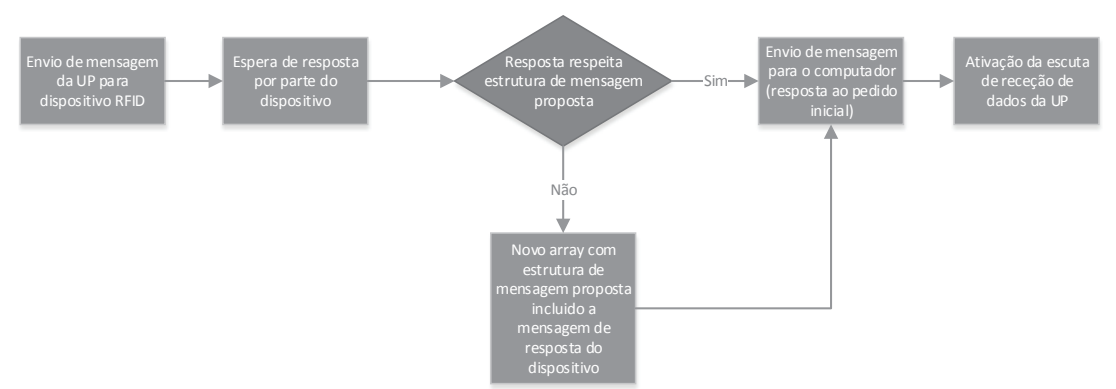 Envio de mensagem
da UP para
dispositivo RFID
Espera de resposta
por parte do
dispositivo
Resposta respeita
estrutura de mensagem
proposta
Sim
Envio de mensagem
para o computador
(resposta ao pedido
inicial)
Ativação da escuta
de receção de
dados da UP
Não
Novo array com
estrutura de
mensagem proposta
incluido a
mensagem de
resposta do
dispositivo